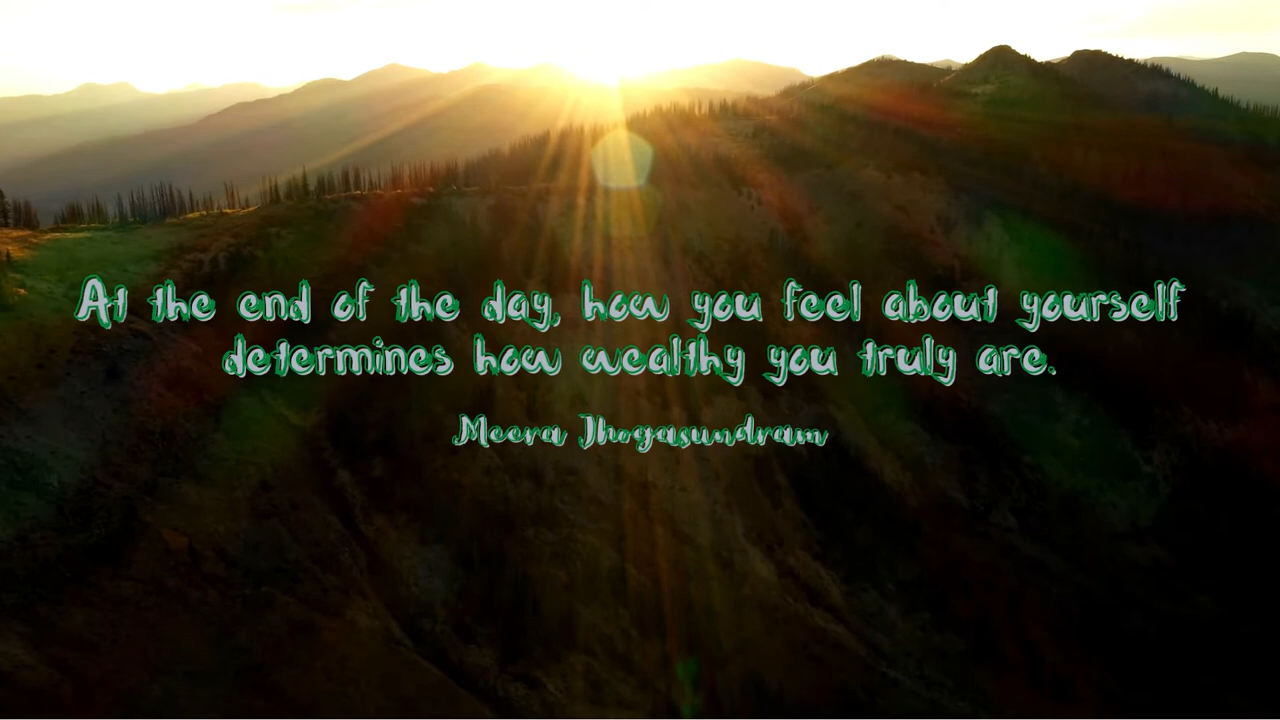 At the end of the day, how you feel about yourself
determines how wealthy you truly are.
Meera Jhogasundram